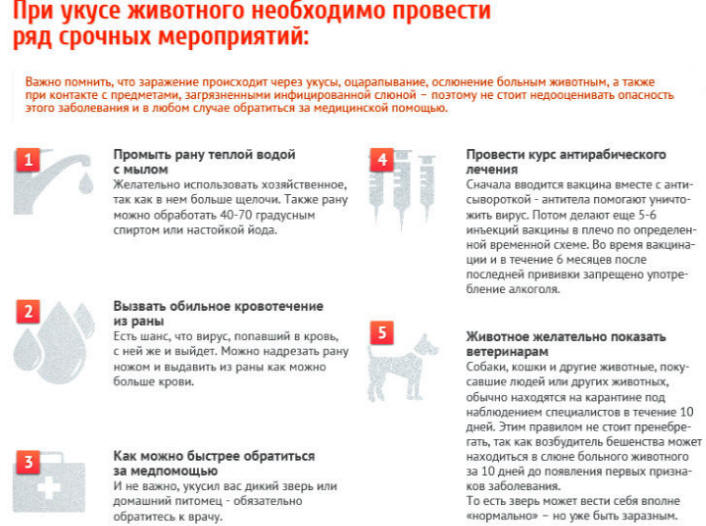 При укусе животного необходимо провести
ряд срочных мероприятий:
Важно помнить, что заражение происходит через укусы, оцарапывание, ослюнение больным животным, а также
при контакте с предметами, загрязненными инфицированной слюной – поэтому не стоит недооценивать опасность
этого заболевания и в любом случае обратиться за медицинской помощью.
1
Промыть рану теплой водой
с мылом
Желательно использовать хозяйственное,
так как в нем больше щелочи. Также рану
можно обработать 40-70 градусным
спиртом или настойкой йода.
2
Вызвать обильное кровотечение
из раны
Есть шанс, что вирус, попавший в кровь,
с ней же и выйдет. Можно надрезать рану
ножом и выдавить из раны как можно
больше крови.
3
Как можно быстрее обратиться
за медпомощью
И не важно, укусил вас дикий зверь или
домашний питомец - обязательно
обратитесь к врачу.
4
Провести курс антирабического
лечения
Сначала вводится вакцина вместе с анти-
сывороткой - антитела помогают уничто-
жить вирус. Потом делают еще 5-6
инъекций вакцины в плечо по определен-
ной временной схеме. Во время вакцина-
ции и в течение 6 месяцев после
последней прививки запрещено употре-
бление алкоголя.
5
Животное желательно показать
ветеринарам
Собаки, кошки и другие животные, поку-
савшие людей или других животных,
обычно находятся на карантине под
наблюдением специалистов в течение 10
дней. Этим правилом не стоит пренебре-
гать, так как возбудитель бешенства может
находиться в слюне больного животного
за 10 дней до появления первых призна-
ков заболевания.
То есть зверь может вести себя вполне
«нормально» – но уже быть заразным.